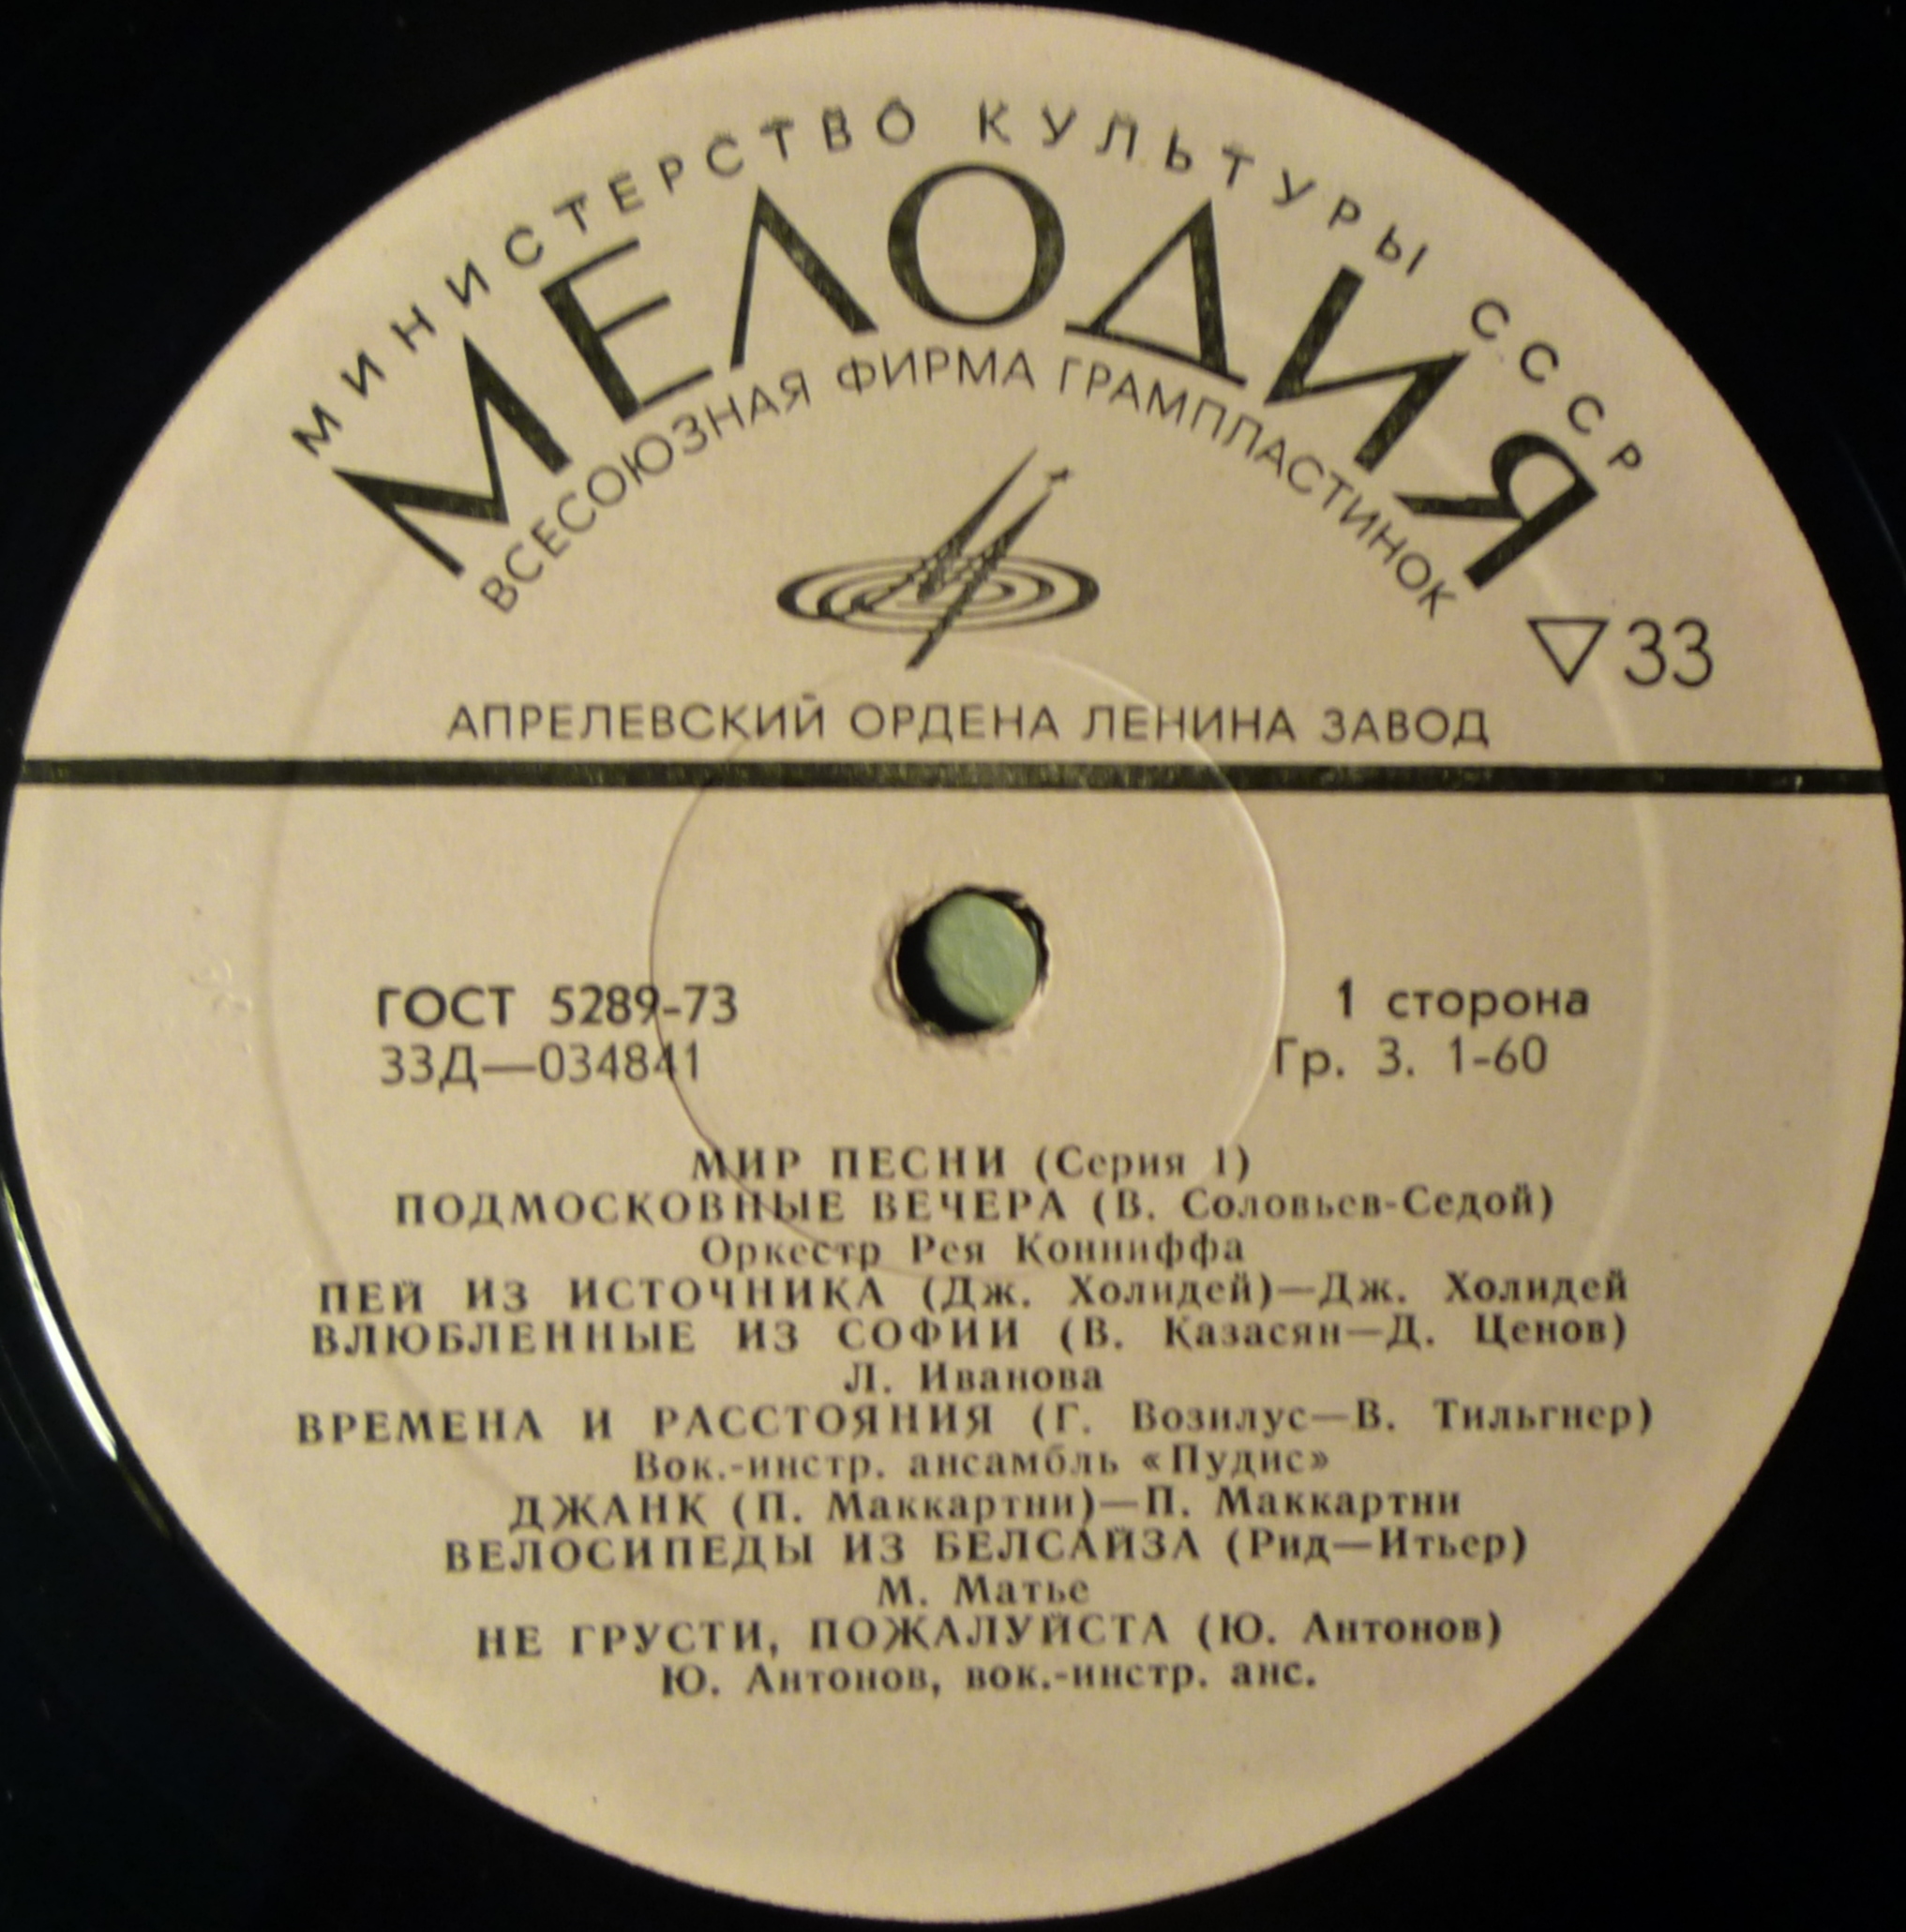 МИНИСТЕРСТВО КУЛЬТУРЫ СССР
МЕЛОДИЯ
ВСЕСОЮЗНАЯ ФИРМА ГРАМПЛАСТИНОК
▽33
АПРЕЛЕВСКИЙ ОРДЕНА ЛЕНИНА ЗАВОД
ГОСТ 5289-73
33Д—034841
1 сторона
Гр. 3. 1-60
МИР ПЕСНИ (Серия 1)
ПОДМОСКОВНЫЕ ВЕЧЕРА (В. Соловьев-Седой)
Оркестр Рея Конниффа
ПЕЙ ИЗ ИСТОЧНИКА (Дж. Холидей)—Дж. Холидей
ВЛЮБЛЕННЫЕ ИЗ СОФИИ (В. Казасян—Д. Ценов)
Л. Иванова
ВРЕМЕНА И РАССТОЯНИЯ (Г. Возилус—В. Тильгнер)
Вок.-инстр. ансамбль «Пудис»
ДЖАНК (П. Маккартни)—П. Маккартни
ВЕЛОСИПЕДЫ ИЗ БЕЛСАЙЗА (Рид—Итьер)
М. Матье
НЕ ГРУСТИ, ПОЖАЛУЙСТА (Ю. Антонов)
Ю. Антонов, вок.-инстр. анс.